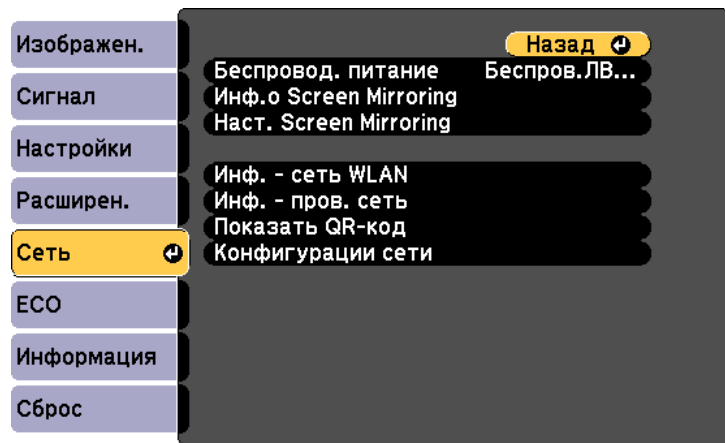 Изображен.
Сигнал
Настройки
Расширен.
Сеть
ECO
Информация
Сброс
Назад
Беспровод. питание Беспров.ЛВ...
Инф.о Screen Mirroring
Наст. Screen Mirroring
Инф. - сеть WLAN
Инф. - пров. сеть
Показать QR-код
Конфигурации сети